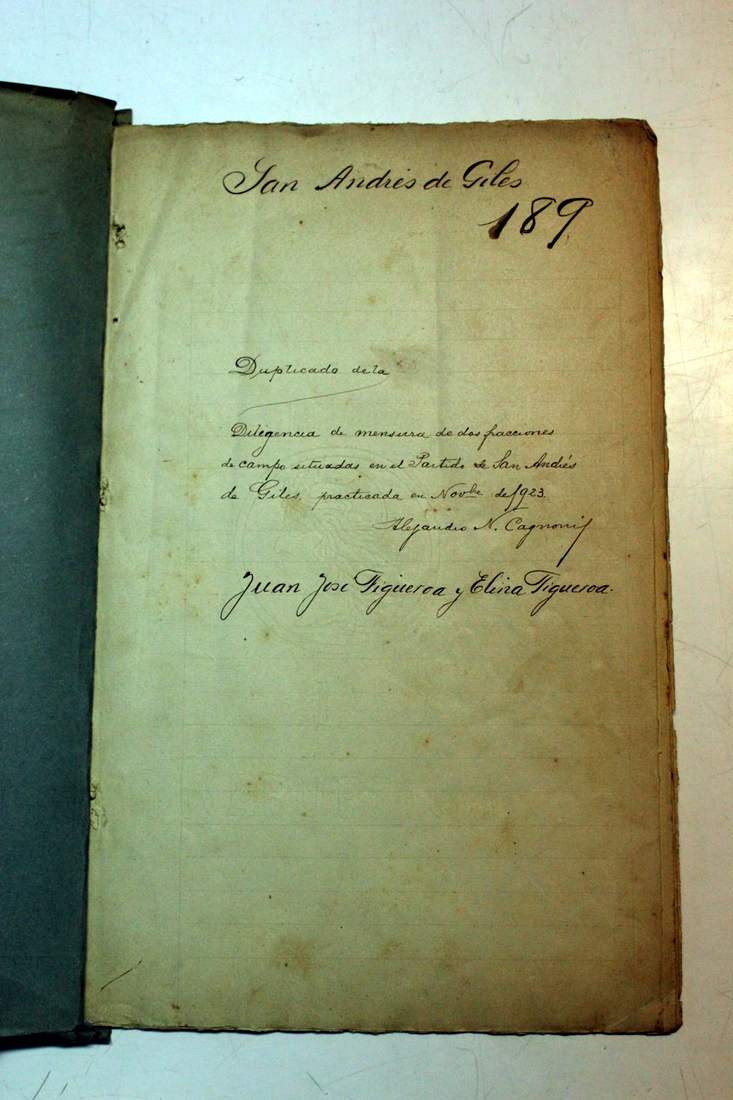 San Andrés de Giles
189
Duplicado de la
Diligencia de mensura de dos fracciones
de campo situadas en el Partido de San Andrés
de Giles, practicada en Novbe de 1923.
Alejandro N. Cagnoni
Juan José Figueroa y Elina Figueroa.